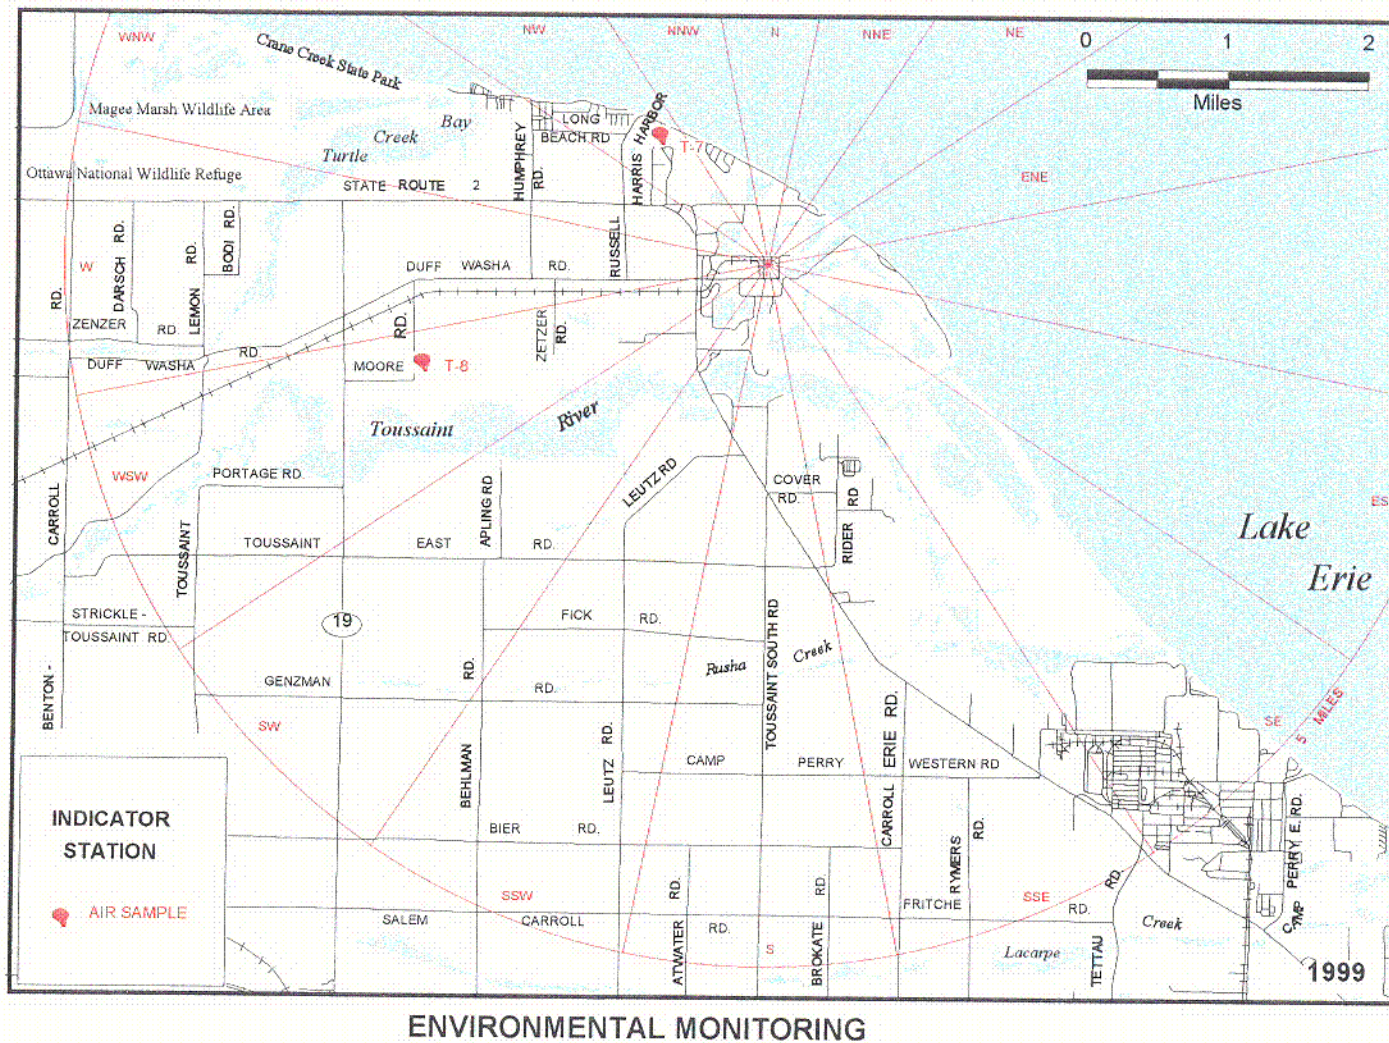 WNW
NW
NNW
N
NNE
NE
0 1 2
Miles
Crane Creek State Park
Magee Marsh Wildlife Area
Turtle Creek Bay
LONG
BEACH RD
HARRIS HARBOR
T-7
HUMPHREY RD.
Ottawa National Wildlife Refuge
STATE ROUTE 2
ENE
BODI RD.
DARSCH RD.
LEMON RD.
RUSSELL
W
DUFF WASHA RD.
ZENZER RD.
DUFF WASHA RD.
RD.
ZETZER RD.
MOORE
T-8
Toussaint River
WSW
PORTAGE RD.
LEUTZ RD
COVER
RD.
RIDER RD
APLING RD
Lake
Erie
ES
BENTON - CARROLL RD.
TOUSSAINT
TOUSSAINT EAST RD.
STRICKLE -
TOUSSAINT RD.
19
FICK RD.
Rusha Creek
TOUSSAINT SOUTH RD
GENZMAN RD.
SW
SE
5 MILES
BEHLMAN RD.
LEUTZ RD.
CAMP PERRY WESTERN RD
CARROLL ERIE RD.
BIER RD.
RYMERS RD.
CAMP PERRY E. RD.
SSW
SSE
FRITCHE RD.
SALEM CARROLL RD.
ATWATER RD.
S
BROKATE RD.
TETTAU RD.
Lacarpe Creek
INDICATOR
STATION
AIR SAMPLE
1999
ENVIRONMENTAL MONITORING